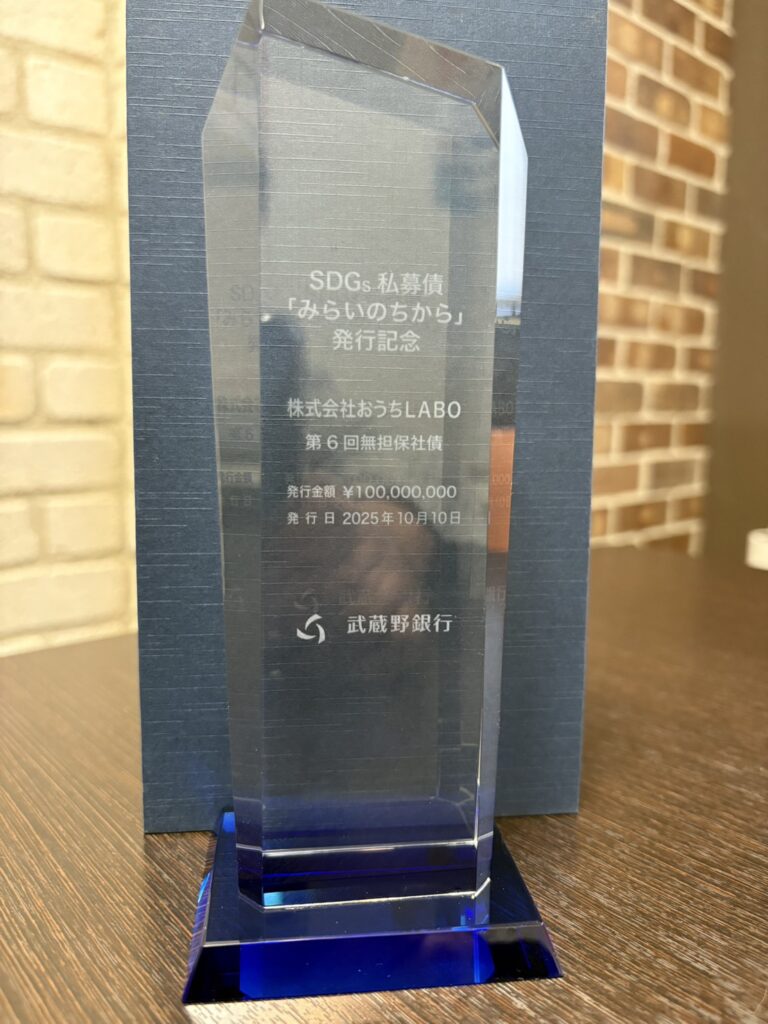 SDGs 私募債
「みらいのちから」
発行記念
株式会社おうちLABO
第6回無担保社債
発行金額 ¥100,000,000
発行日 2025年10月10日
武蔵野銀行